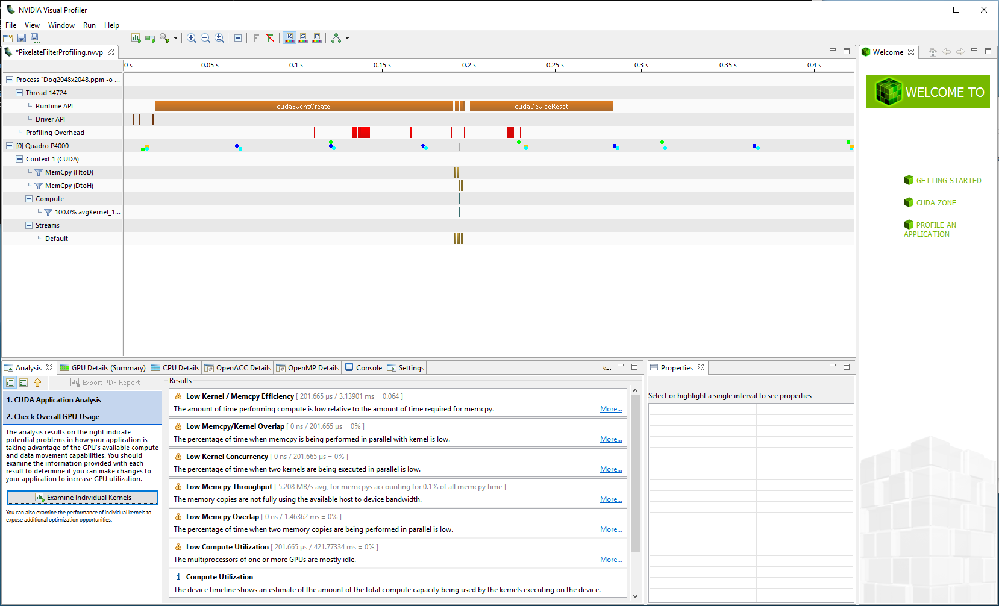 NVIDIA Visual Profiler
File View Window Run Help
*PixelateFilterProfiling.nvvp
0 s 0.05 s 0.1 s 0.15 s 0.2 s 0.25 s 0.3 s 0.35 s 0.4 s
Process "Dog2048x2048.ppm -o ...
Thread 14724
Runtime API
cudaEventCreate
cudaDeviceReset
Driver API
Profiling Overhead
[0] Quadro P4000
Context 1 (CUDA)
MemCpy (HtoD)
MemCpy (DtoH)
Compute
100.0% avgKernel_1...
Streams
Default
Welcome
WELCOME TO
GETTING STARTED
CUDA ZONE
PROFILE AN
APPLICATION
Analysis GPU Details (Summary) CPU Details OpenACC Details OpenMP Details Console Settings
Export PDF Report
1. CUDA Application Analysis
2. Check Overall GPU Usage
The analysis results on the right indicate
potential problems in how your application is
taking advantage of the GPU's available compute
and data movement capabilities. You should
examine the information provided with each
result to determine if you can make changes to
your application to increase GPU utilization.
Examine Individual Kernels
You can also examine the performance of individual kernels to
expose additional optimization opportunities.
Results
Low Kernel / Memcpy Efficiency [ 201.665 µs / 3.13901 ms = 0.064 ]
The amount of time performing compute is low relative to the amount of time required for memcpy. More...
Low Memcpy/Kernel Overlap [ 0 ns / 201.665 µs = 0% ]
The percentage of time when memcpy is being performed in parallel with kernel is low. More...
Low Kernel Concurrency [ 0 ns / 201.665 µs = 0% ]
The percentage of time when two kernels are being executed in parallel is low. More...
Low Memcpy Throughput [ 5.208 MB/s avg, for memcpys accounting for 0.1% of all memcpy time ]
The memory copies are not fully using the available host to device bandwidth. More...
Low Memcpy Overlap [ 0 ns / 1.46362 ms = 0% ]
The percentage of time when two memory copies are being performed in parallel is low. More...
Low Compute Utilization [ 201.665 µs / 421.77334 ms = 0% ]
The multiprocessors of one or more GPUs are mostly idle. More...
Compute Utilization
The device timeline shows an estimate of the amount of the total compute capacity being used by the kernels executing on the device.
Properties
Select or highlight a single interval to see properties